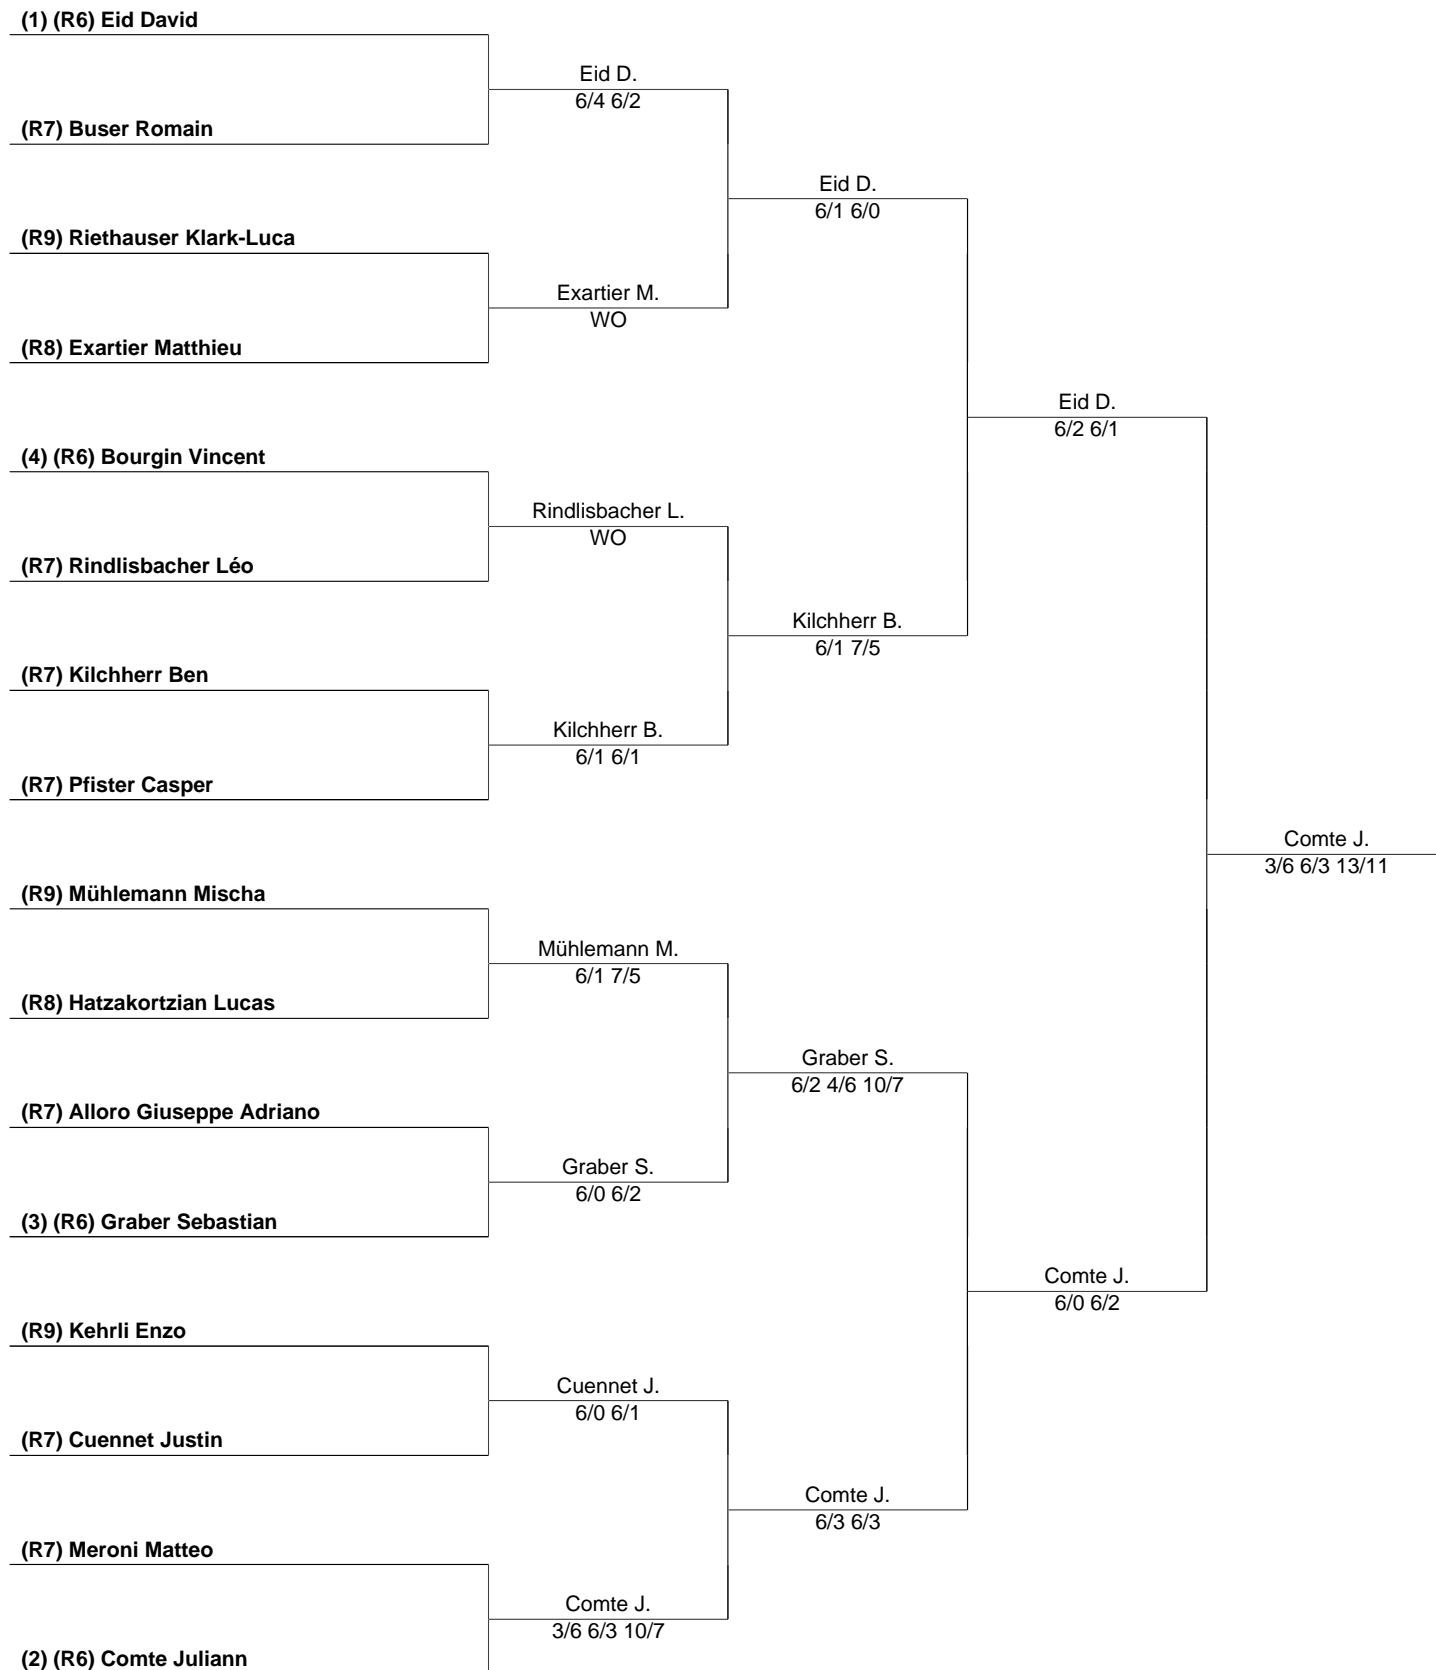 (1) (R6) Eid David
Eid D.
6/4 6/2
(R7) Buser Romain
Eid D.
6/1 6/0
(R9) Riethauser Klark-Luca
Exartier M.
WO
(R8) Exartier Matthieu
Eid D.
6/2 6/1
(4) (R6) Bourgin Vincent
Rindlisbacher L.
WO
(R7) Rindlisbacher Léo
Kilchherr B.
6/1 7/5
(R7) Kilchherr Ben
Kilchherr B.
6/1 6/1
(R7) Pfister Casper
Comte J.
3/6 6/3 13/11
(R9) Mühlemann Mischa
Mühlemann M.
6/1 7/5
(R8) Hatzakortzian Lucas
Graber S.
6/2 4/6 10/7
(R7) Alloro Giuseppe Adriano
Graber S.
6/0 6/2
(3) (R6) Graber Sebastian
Comte J.
6/0 6/2
(R9) Kehrli Enzo
Cuennet J.
6/0 6/1
(R7) Cuennet Justin
Comte J.
6/3 6/3
(R7) Meroni Matteo
Comte J.
3/6 6/3 10/7
(2) (R6) Comte Juliann